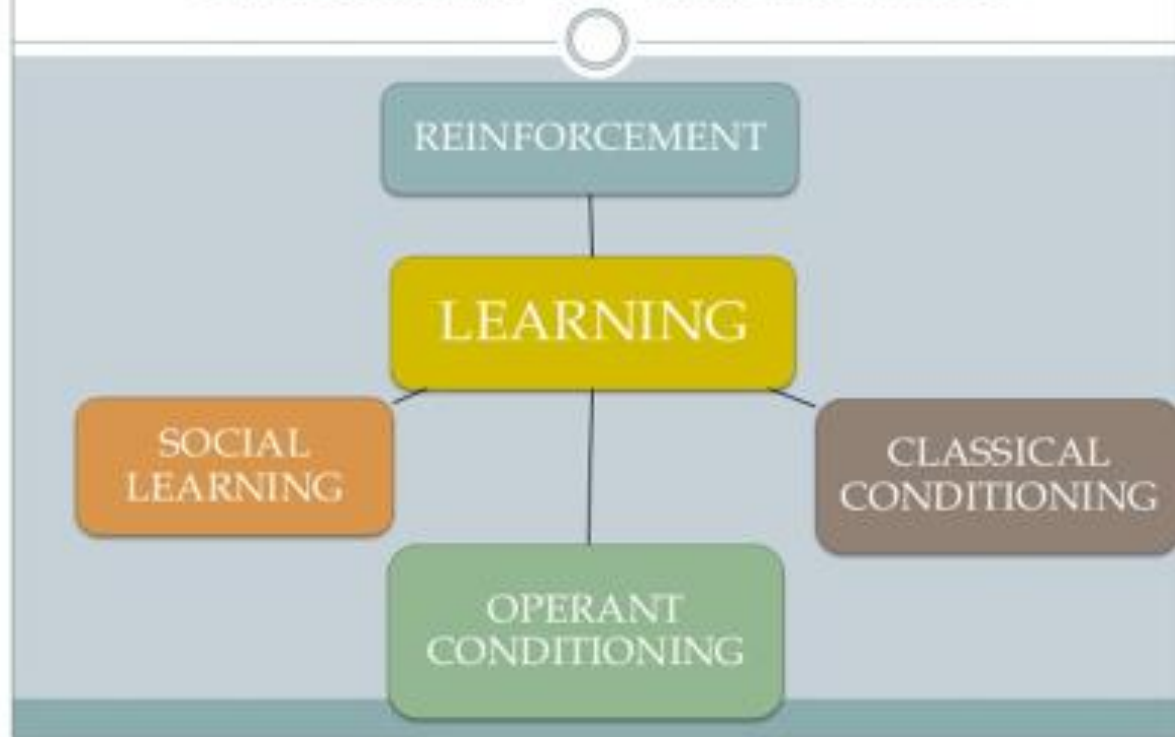 REINFORCEMENT
LEARNING
SOCIAL
LEARNING
CLASSICAL
CONDITIONING
OPERANT
CONDITIONING